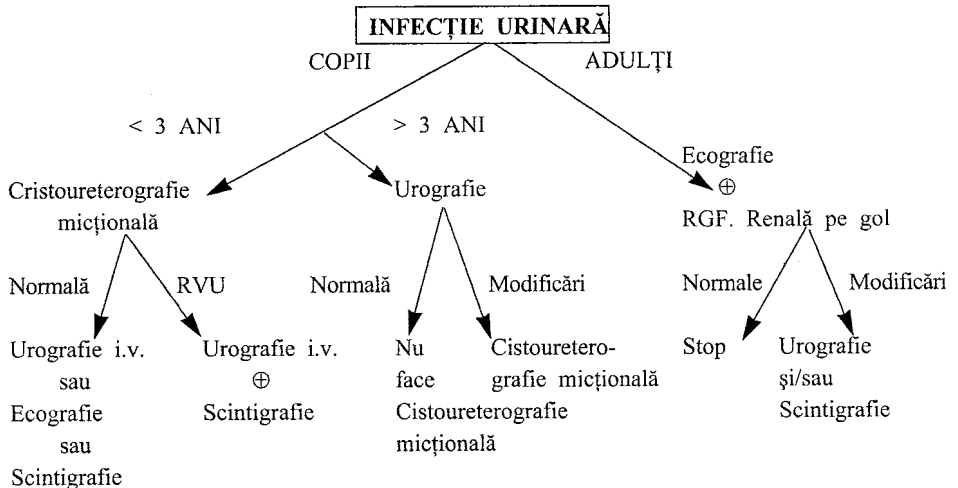 INFECȚIE URINARĂ
COPII
ADULȚI
< 3 ANI
> 3 ANI
Cristoureterografie
micțională
Urografie
Ecografie
⊕
RGF. Renală pe gol
Normală
RVU
Normală
Modificări
Normale
Modificări
Urografie i.v.
sau
Ecografie
sau
Scintigrafie
Urografie i.v.
⊕
Scintigrafie
Nu
face
Cistoureterografie
micțională
Cistouretero-
grafie micțională
Stop
Urografie
și/sau
Scintigrafie